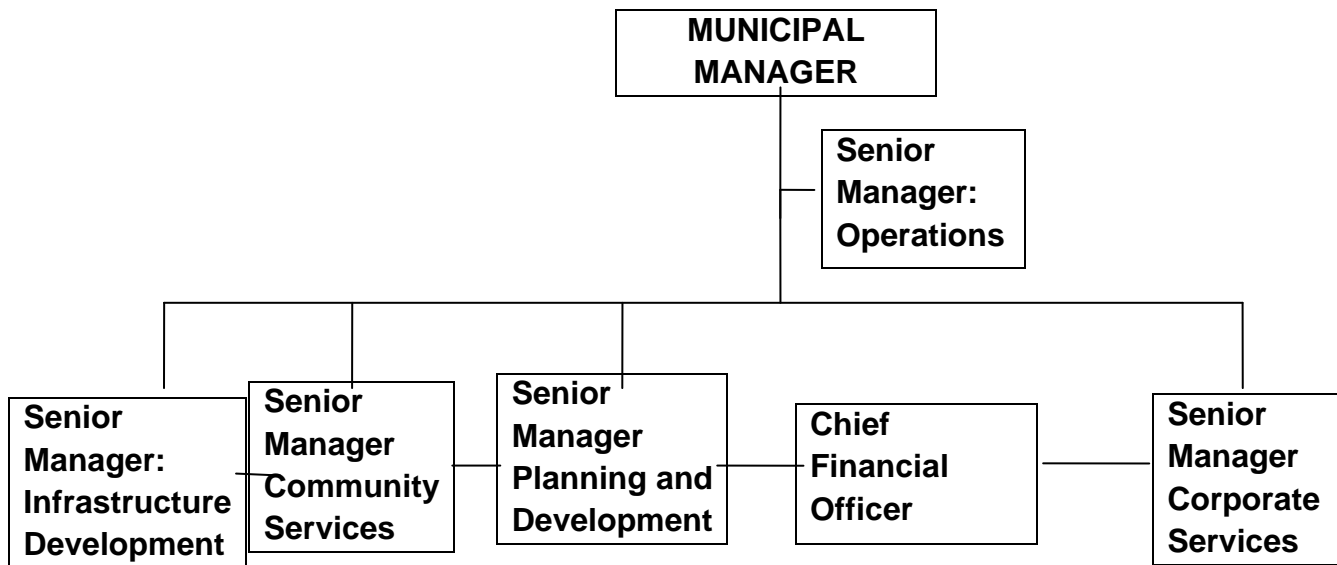 MUNICIPAL
MANAGER
Senior
Manager:
Operations
Senior
Manager:
Infrastructure
Development
Senior
Manager
Community
Services
Senior
Manager
Planning and
Development
Chief
Financial
Officer
Senior
Manager
Corporate
Services